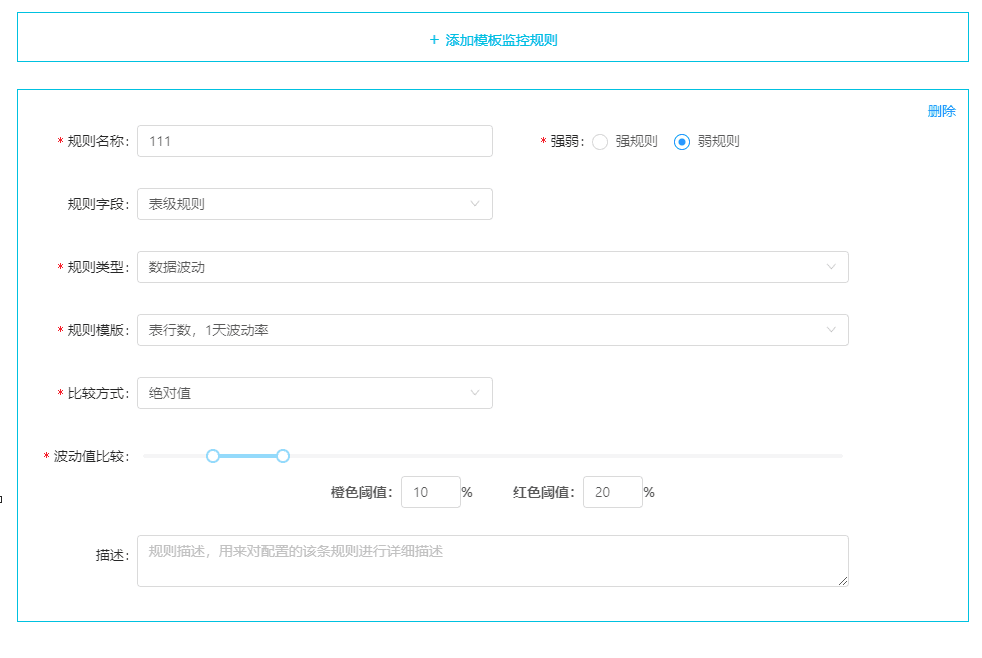 + 添加模板监控规则
删除
* 规则名称: 111 * 强弱: 强规则 弱规则
规则字段: 表级规则
* 规则类型: 数据波动
* 规则模版: 表行数，1天波动率
* 比较方式: 绝对值
* 波动值比较:
橙色阈值: 10 % 红色阈值: 20 %
描述: 规则描述，用来对配置的该条规则进行详细描述